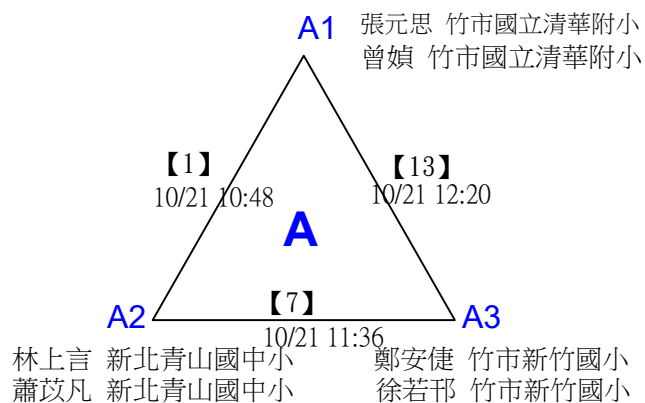 A1
張元思 竹市國立清華附小
曾媜 竹市國立清華附小
【1】
10/21 10:48
【13】
10/21 12:20
A
【7】
10/21 11:36
A2
A3
林上言 新北青山國中小
蕭苡凡 新北青山國中小
鄭安倢 竹市新竹國小
徐若邗 竹市新竹國小